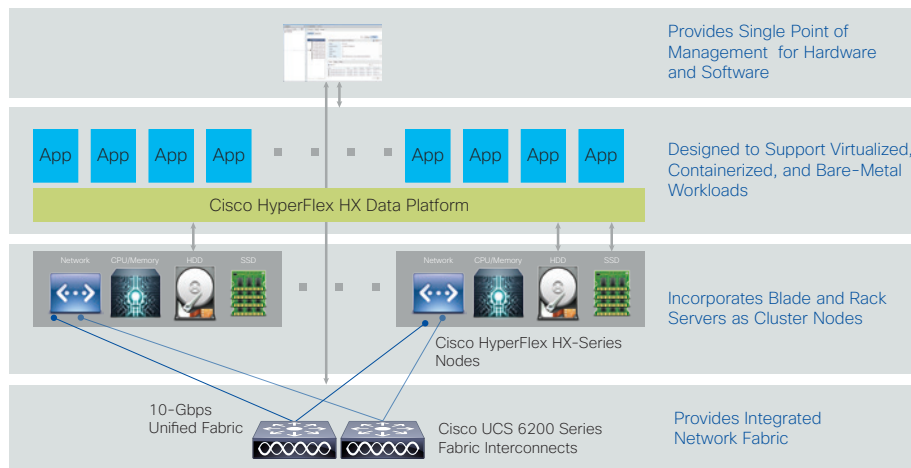 Provides Single Point of
Management for Hardware
and Software
App App App App App App App App
Designed to Support Virtualized,
Containerized, and Bare-Metal
Workloads
Cisco HyperFlex HX Data Platform
Network CPU/Memory HDD SSD Network CPU/Memory HDD SSD
Incorporates Blade and Rack
Servers as Cluster Nodes
Cisco HyperFlex HX-Series
Nodes
10-Gbps
Unified Fabric
Cisco UCS 6200 Series
Fabric Interconnects
Provides Integrated
Network Fabric